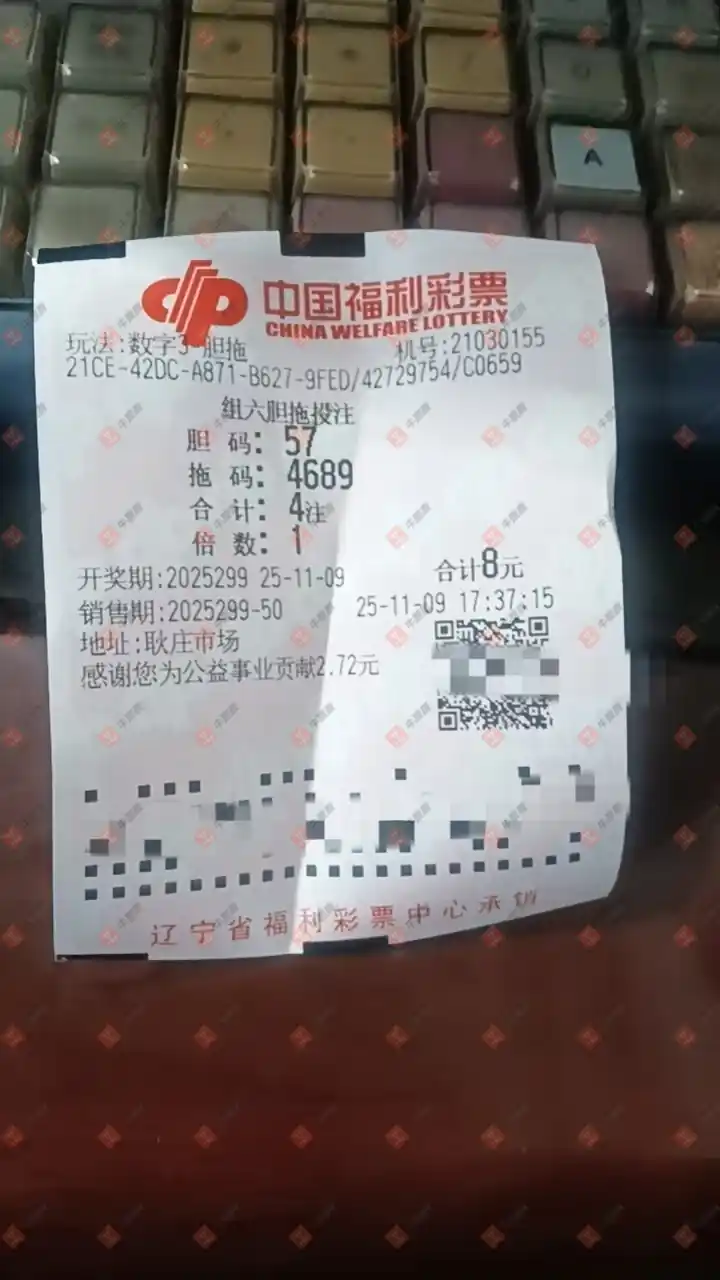 A
中国福利彩票
CHINA WELFARE LOTTERY
玩法:数字3 胆拖 机号:21030155
21CE-42DC-A871-B627-9FED/42729754/C0659
组六胆拖投注
胆 码: 57
拖 码: 4689
合 计: 4注
倍 数: 1
开奖期:2025299 25-11-09 合计8元
销售期:2025299-50 25-11-09 17:37:15
地址:耿庄市场
感谢您为公益事业贡献2.72元
辽宁省福利彩票中心承销